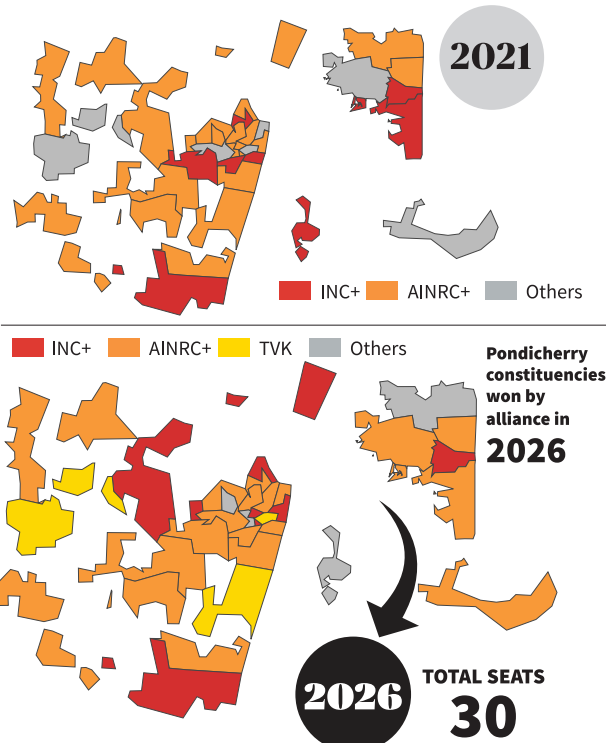 2021
INC+ AINRC+ Others
INC+ AINRC+ TVK Others
Pondicherry
constituencies
won by
alliance in
2026
2026
TOTAL SEATS
30